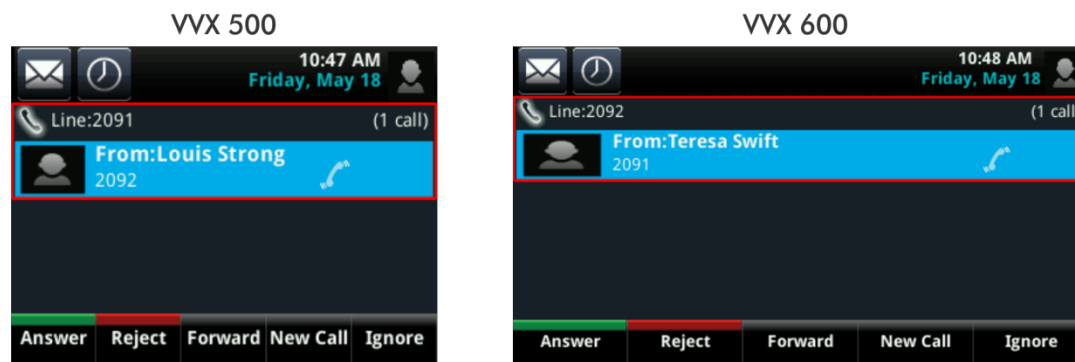 VVX 500
10:47 AM
Friday, May 18
Line:2091 (1 call)
From:Louis Strong
2092
Answer Reject Forward New Call Ignore
VVX 600
10:48 AM
Friday, May 18
Line:2092 (1 call
From:Teresa Swift
2091
Answer Reject Forward New Call Ignore